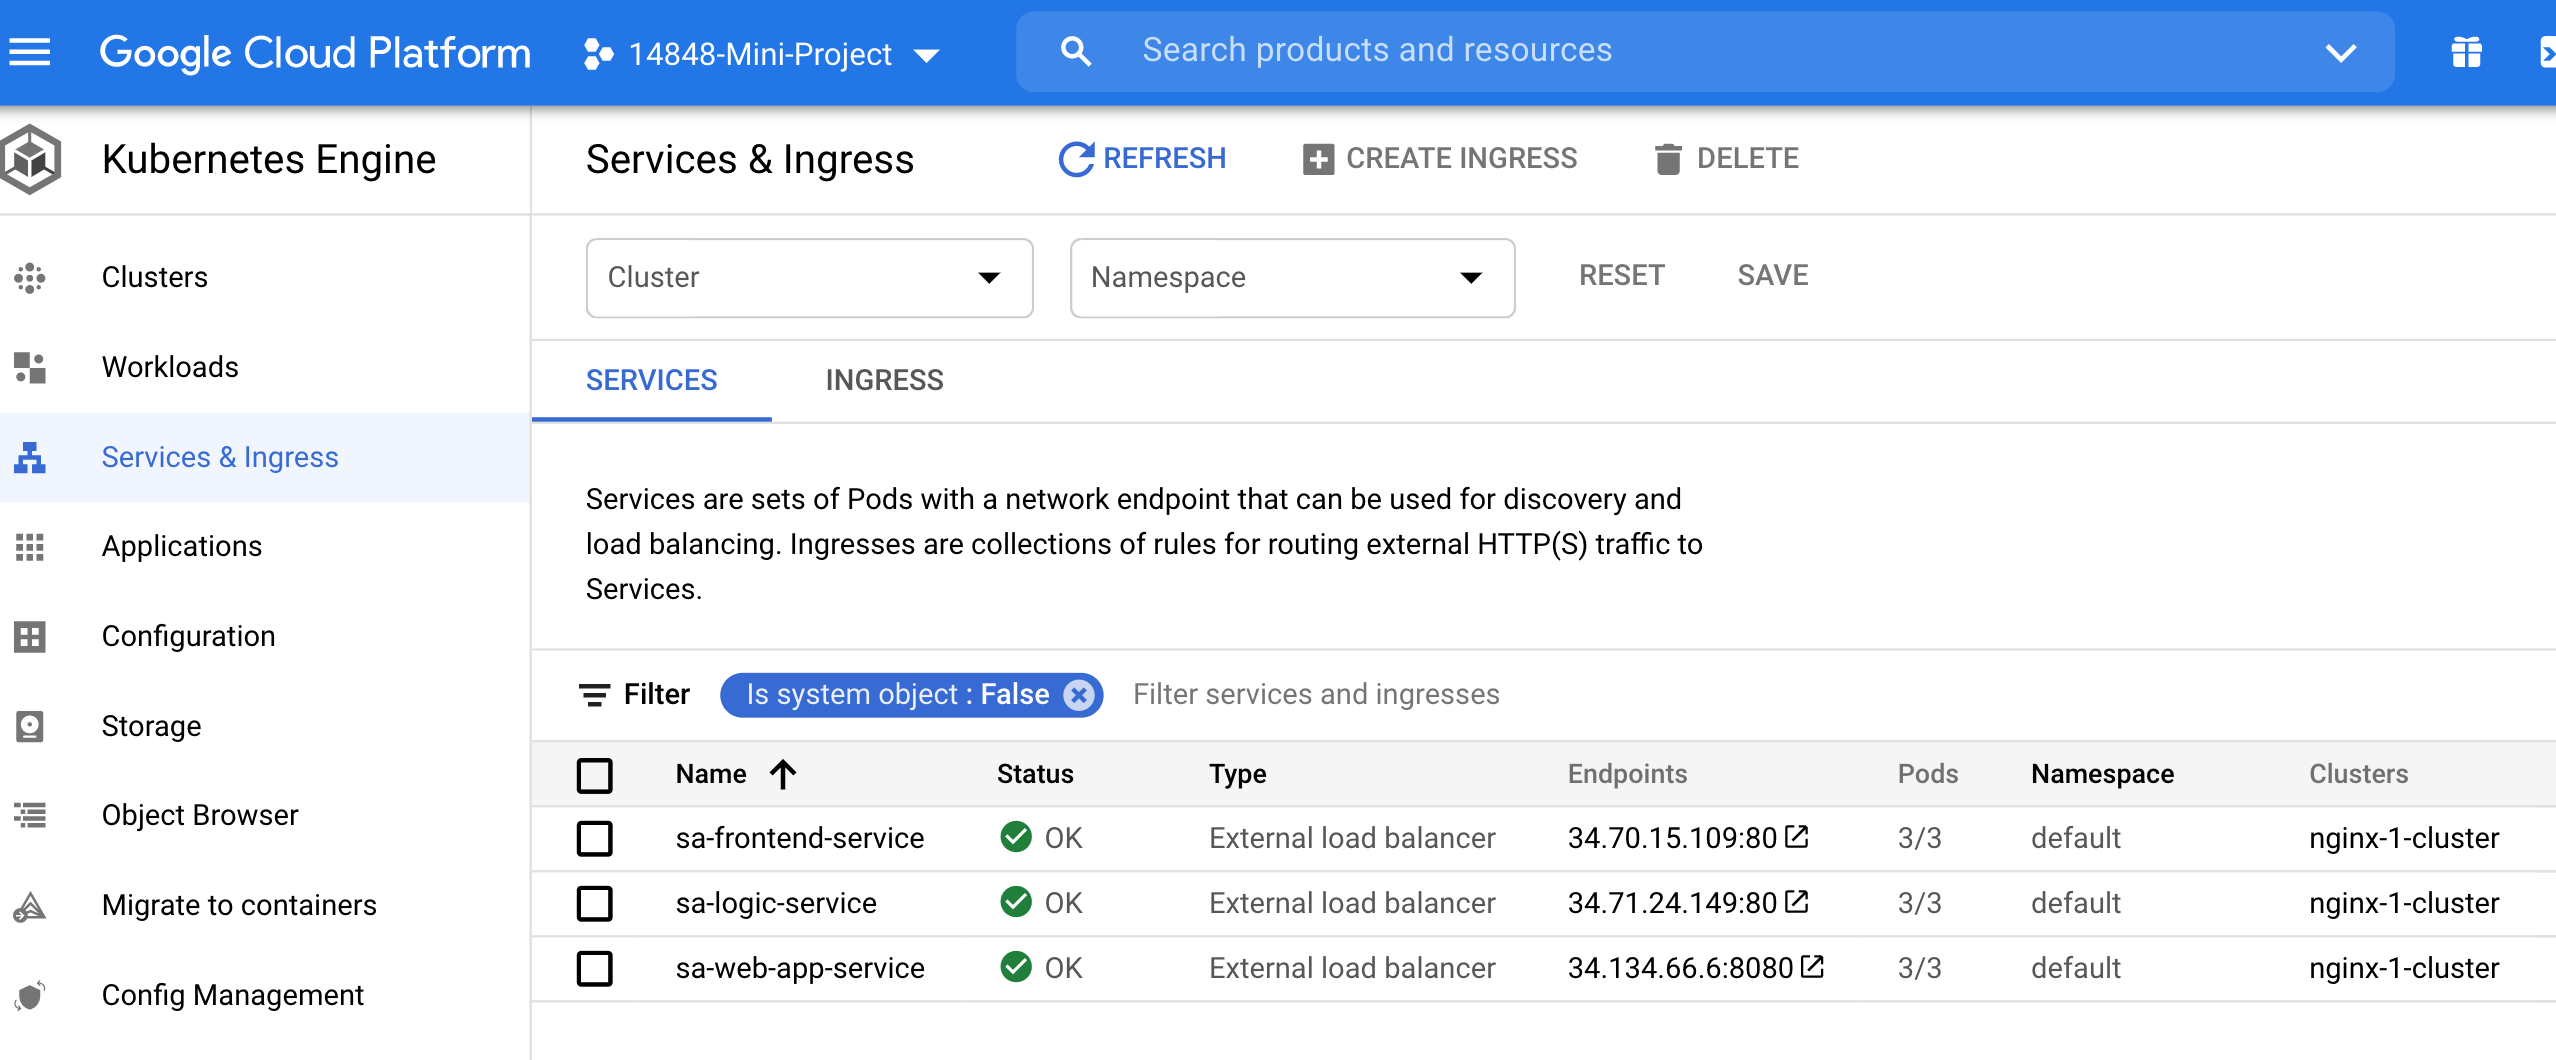 Google Cloud Platform 14848-Mini-Project Search products and resources
Kubernetes Engine
Clusters
Workloads
Services & Ingress
Applications
Configuration
Storage
Object Browser
Migrate to containers
Config Management
Services & Ingress REFRESH CREATE INGRESS DELETE
Cluster Namespace RESET SAVE
SERVICES INGRESS
Services are sets of Pods with a network endpoint that can be used for discovery and
load balancing. Ingresses are collections of rules for routing external HTTP(S) traffic to
Services.
Filter Is system object : False Filter services and ingresses
Name Status Type Endpoints Pods Namespace Clusters
sa-frontend-service OK External load balancer 34.70.15.109:80 3/3 default nginx-1-cluster
sa-logic-service OK External load balancer 34.71.24.149:80 3/3 default nginx-1-cluster
sa-web-app-service OK External load balancer 34.134.66.6:8080 3/3 default nginx-1-cluster